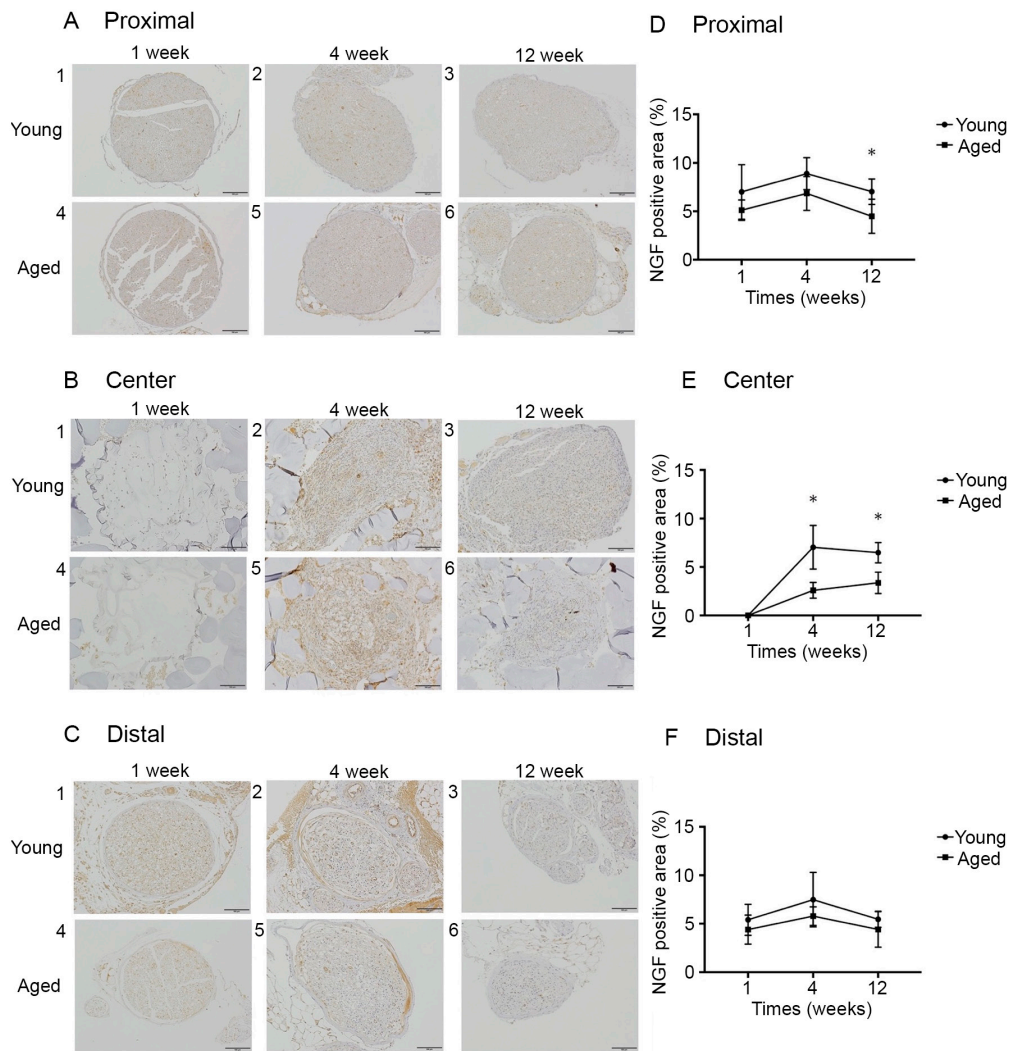 A Proximal
1 week 4 week 12 week
1 2 3
Young
4 5 6
Aged
D Proximal
NGF positive area (%)
15
10
5
0
*
1 4 12
Times (weeks)
Young
Aged
B Center
1 week 4 week 12 week
1 2 3
Young
4 5 6
Aged
E Center
NGF positive area (%)
15
10
5
0
* *
1 4 12
Times (weeks)
Young
Aged
C Distal
1 week 4 week 12 week
1 2 3
Young
4 5 6
Aged
F Distal
NGF positive area (%)
15
10
5
0
1 4 12
Times (weeks)
Young
Aged